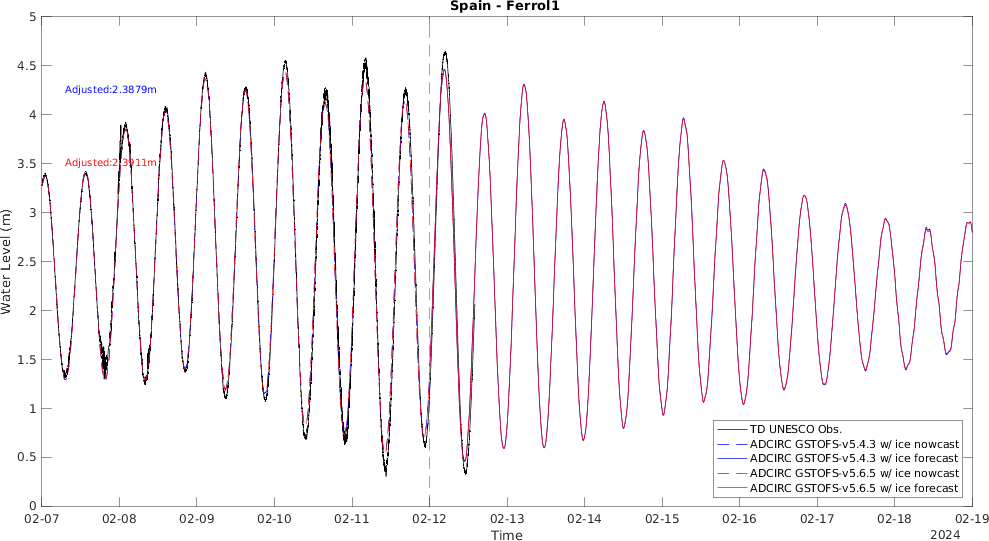 Spain - Ferrol1
Water Level (m)
5
4.5
4
3.5
3
2.5
2
1.5
1
0.5
0
Adjusted:2.3879m
Adjusted:2.3911m
TD UNESCO Obs.
ADCIRC GSTOFS-v5.4.3 w/ ice nowcast
ADCIRC GSTOFS-v5.4.3 w/ ice forecast
ADCIRC GSTOFS-v5.6.5 w/ ice nowcast
ADCIRC GSTOFS-v5.6.5 w/ ice forecast
02-07 02-08 02-09 02-10 02-11 02-12 02-13 02-14 02-15 02-16 02-17 02-18 02-19
Time
2024